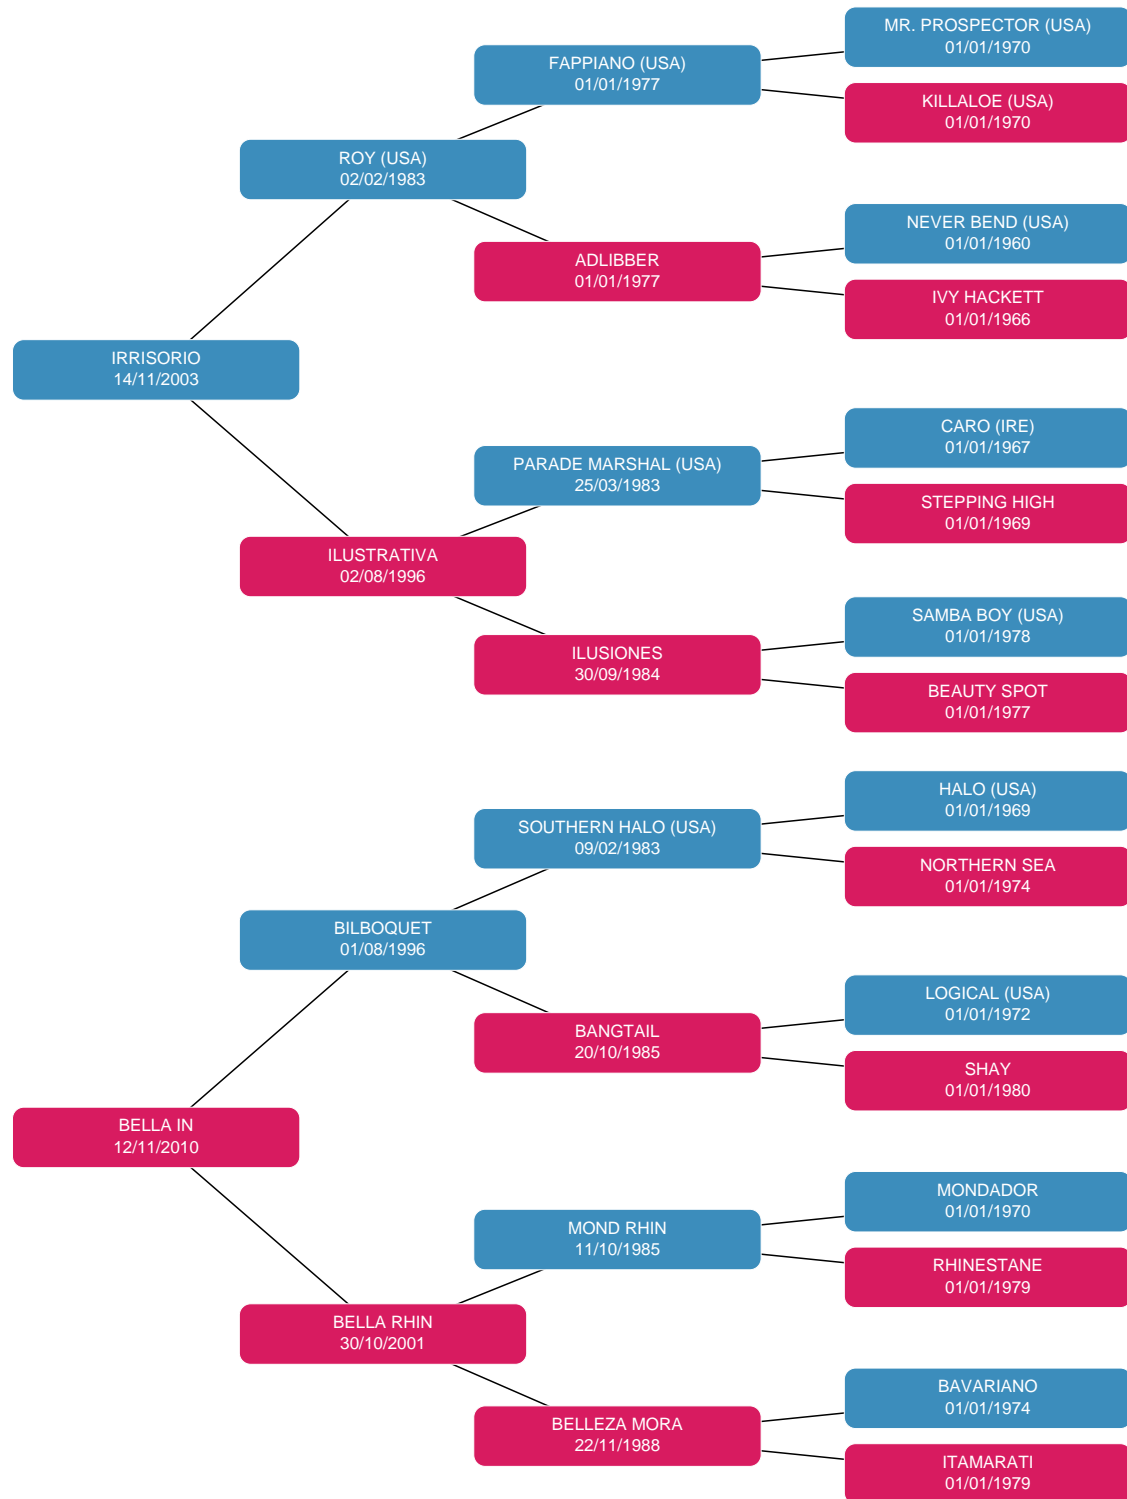 MR. PROSPECTOR (USA)
01/01/1970
FAPPIANO (USA)
01/01/1977
KILLALOE (USA)
01/01/1970
ROY (USA)
02/02/1983
NEVER BEND (USA)
01/01/1960
ADLIBBER
01/01/1977
IVY HACKETT
01/01/1966
IRRISORIO
14/11/2003
CARO (IRE)
01/01/1967
PARADE MARSHAL (USA)
25/03/1983
STEPPING HIGH
01/01/1969
ILUSTRATIVA
02/08/1996
SAMBA BOY (USA)
01/01/1978
ILUSIONES
30/09/1984
BEAUTY SPOT
01/01/1977
HALO (USA)
01/01/1969
SOUTHERN HALO (USA)
09/02/1983
NORTHERN SEA
01/01/1974
BILBOQUET
01/08/1996
LOGICAL (USA)
01/01/1972
BANGTAIL
20/10/1985
SHAY
01/01/1980
BELLA IN
12/11/2010
MONDADOR
01/01/1970
MOND RHIN
11/10/1985
RHINESTANE
01/01/1979
BELLA RHIN
30/10/2001
BAVARIANO
01/01/1974
BELLEZA MORA
22/11/1988
ITAMARATI
01/01/1979